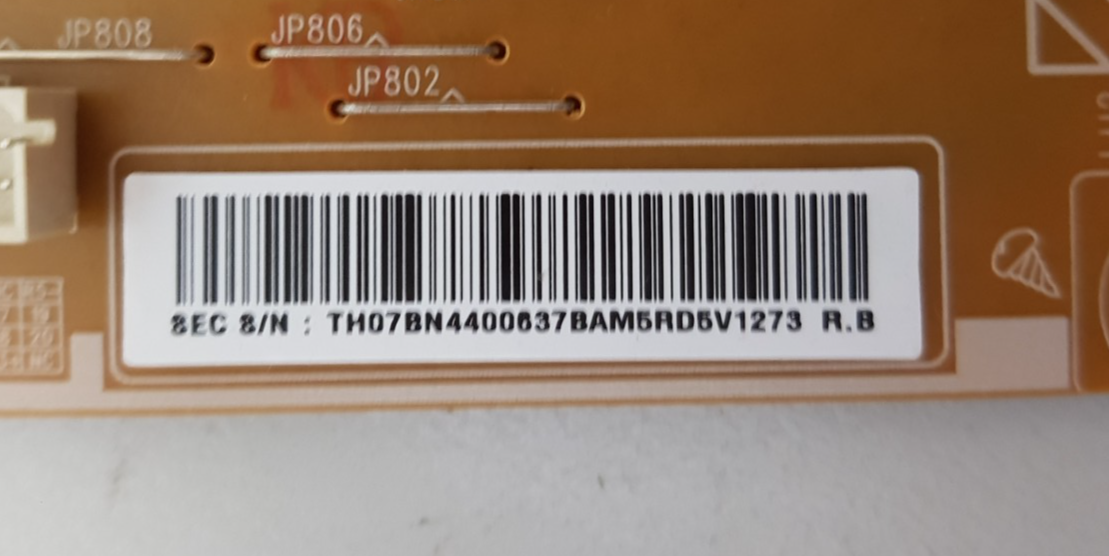 JP808
JP806
JP802
SEC S/N : TH07BN4400637BAM5RD5V1273 R.B